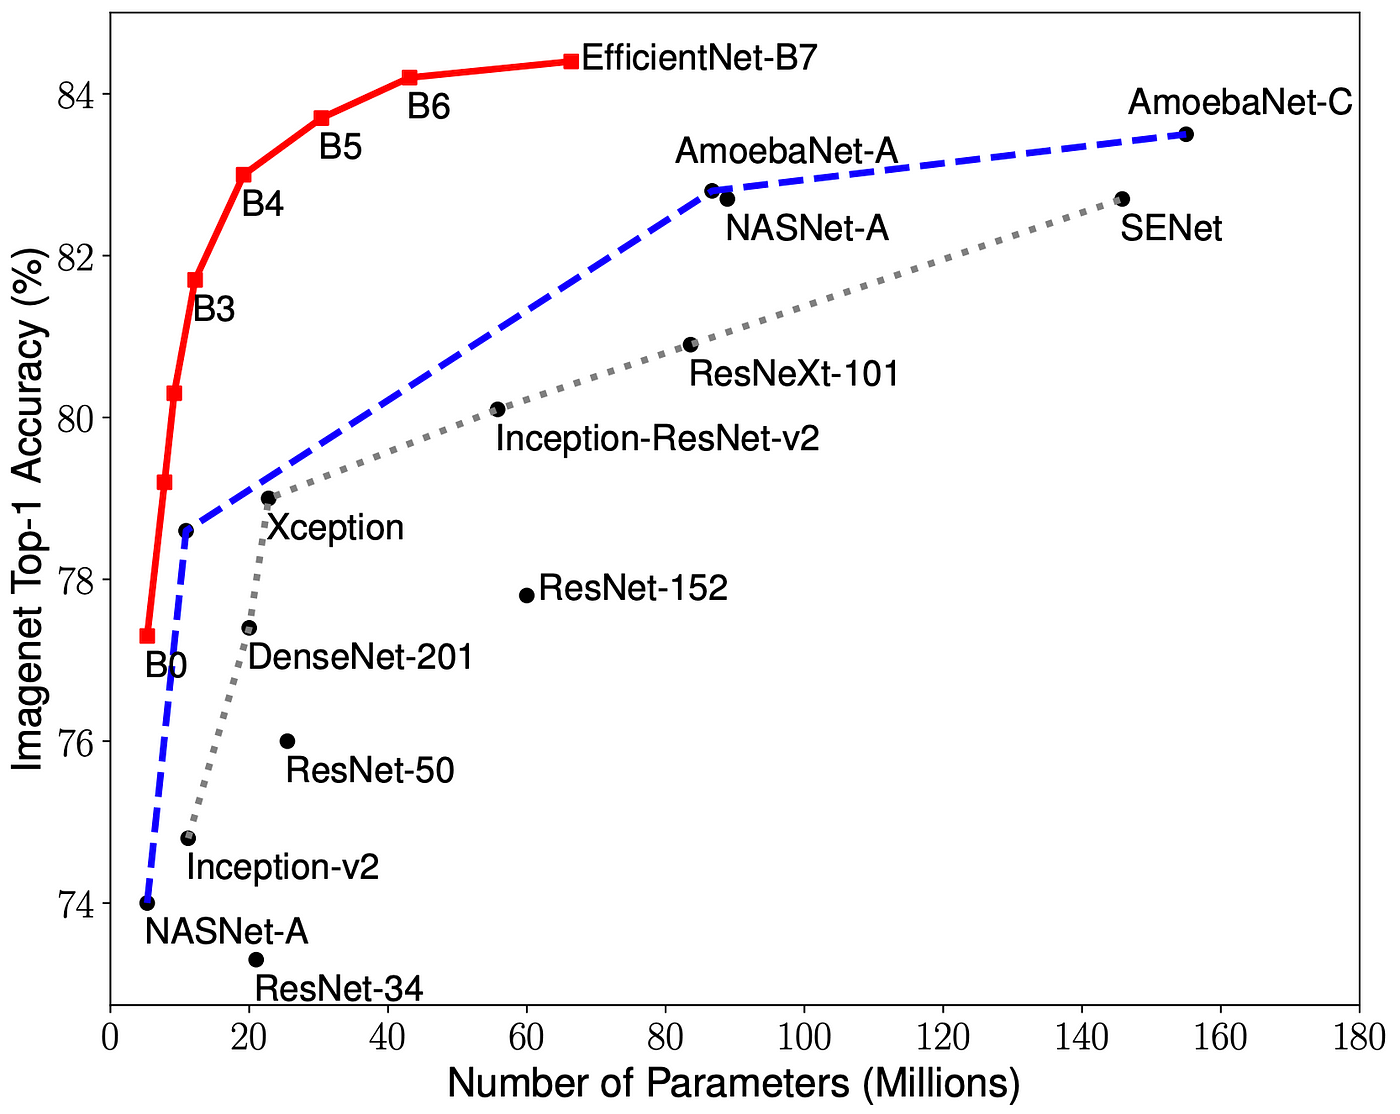 EfficientNet-B7
84
AmoebaNet-C
B6
B5
AmoebaNet-A
B4
NASNet-A
SENet
82
B3
ResNeXt-101
80
Inception-ResNet-v2
Xception
78
ResNet-152
B0
DenseNet-201
76
ResNet-50
Inception-v2
74
NASNet-A
ResNet-34
Imagenet Top-1 Accuracy (%)
0 20 40 60 80 100 120 140 160 180
Number of Parameters (Millions)